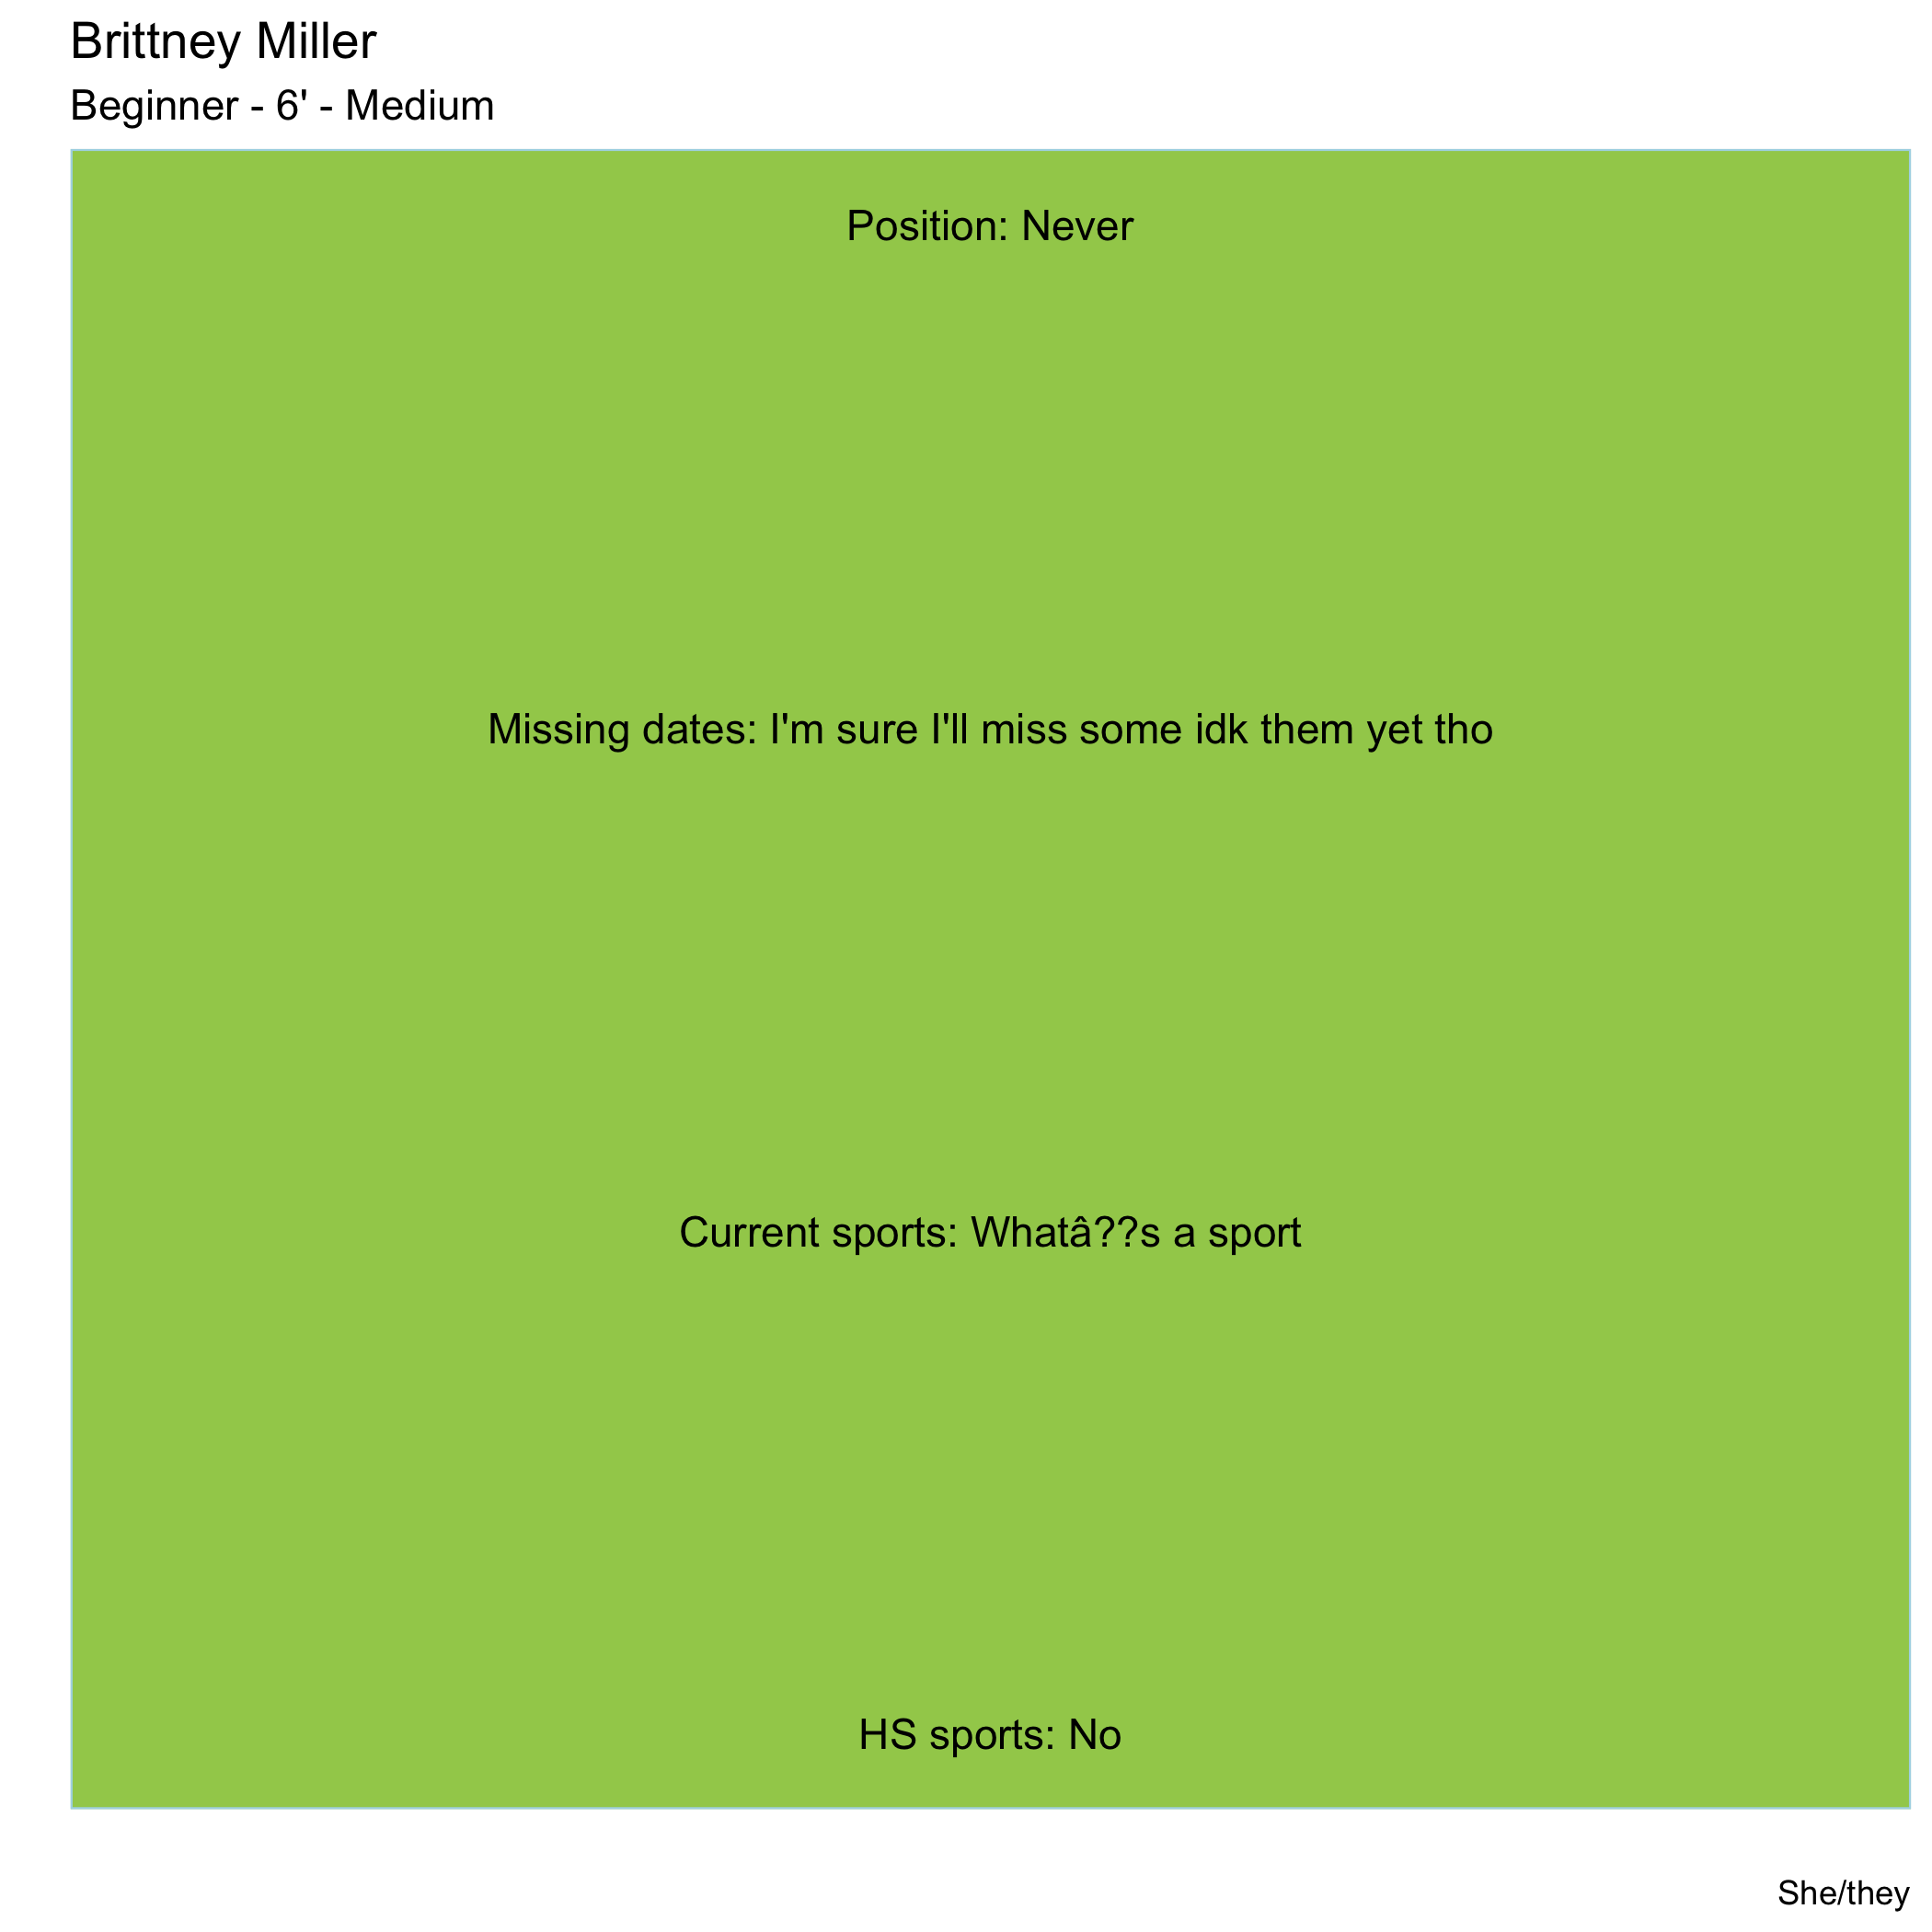 Brittney Miller
Beginner - 6' - Medium
Position: Never
Missing dates: I'm sure I'll miss some idk them yet tho
Current sports: Whatâ??s a sport
HS sports: No
She/they